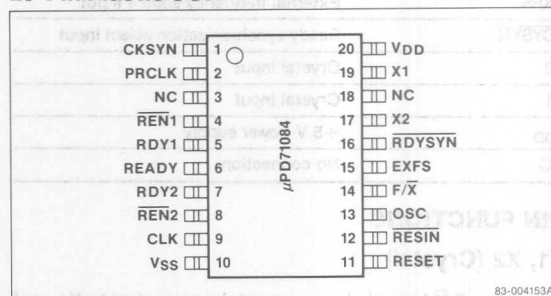 CKSYN 1 20 VDD
PRCLK 2 19 X1
NC 3 18 NC
REN1 4 17 X2
RDY1 5 16 RDYSYN
READY 6 15 EXFS
RDY2 7 14 F/X
REN2 8 13 OSC
CLK 9 12 RESIN
VSS 10 11 RESET
μPD71084
83-004153A